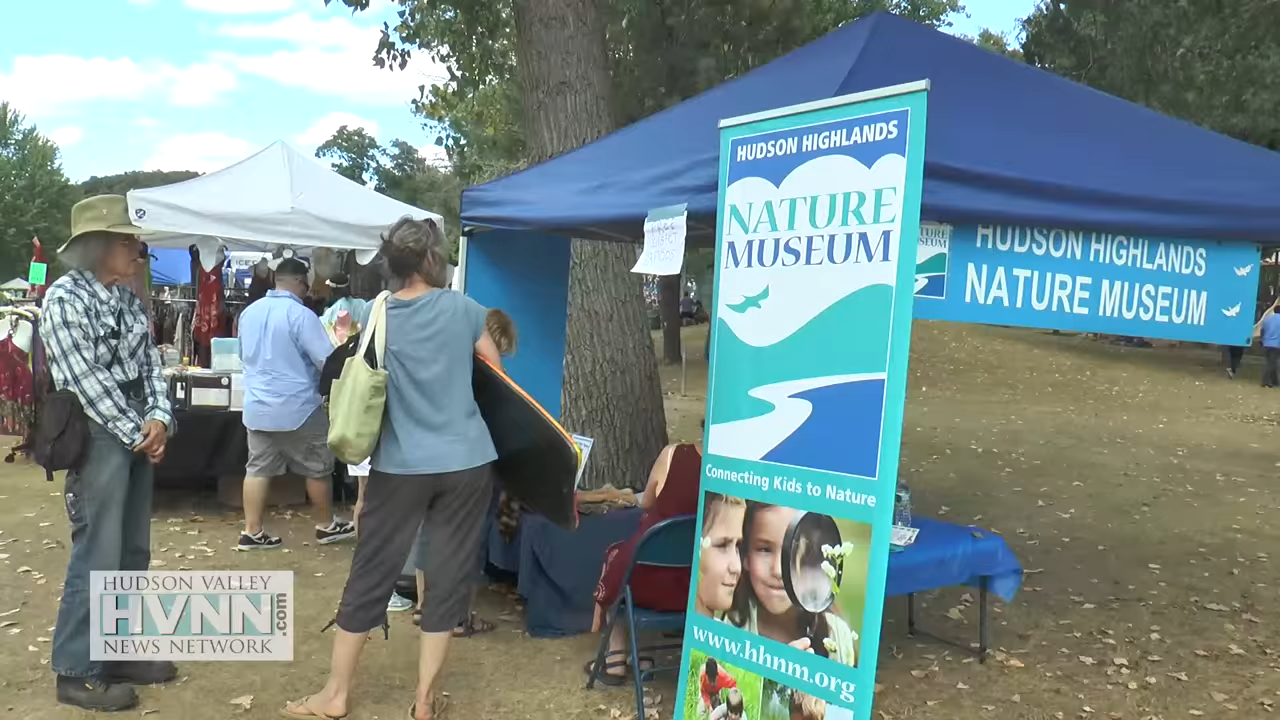 HUDSON HIGHLANDS
NATURE
MUSEUM
Connecting Kids to Nature
www.hhnm.org
MUSEUM
HUDSON HIGHLANDS
NATURE MUSEUM
HUDSON VALLEY
HVNN.com
NEWS NETWORK